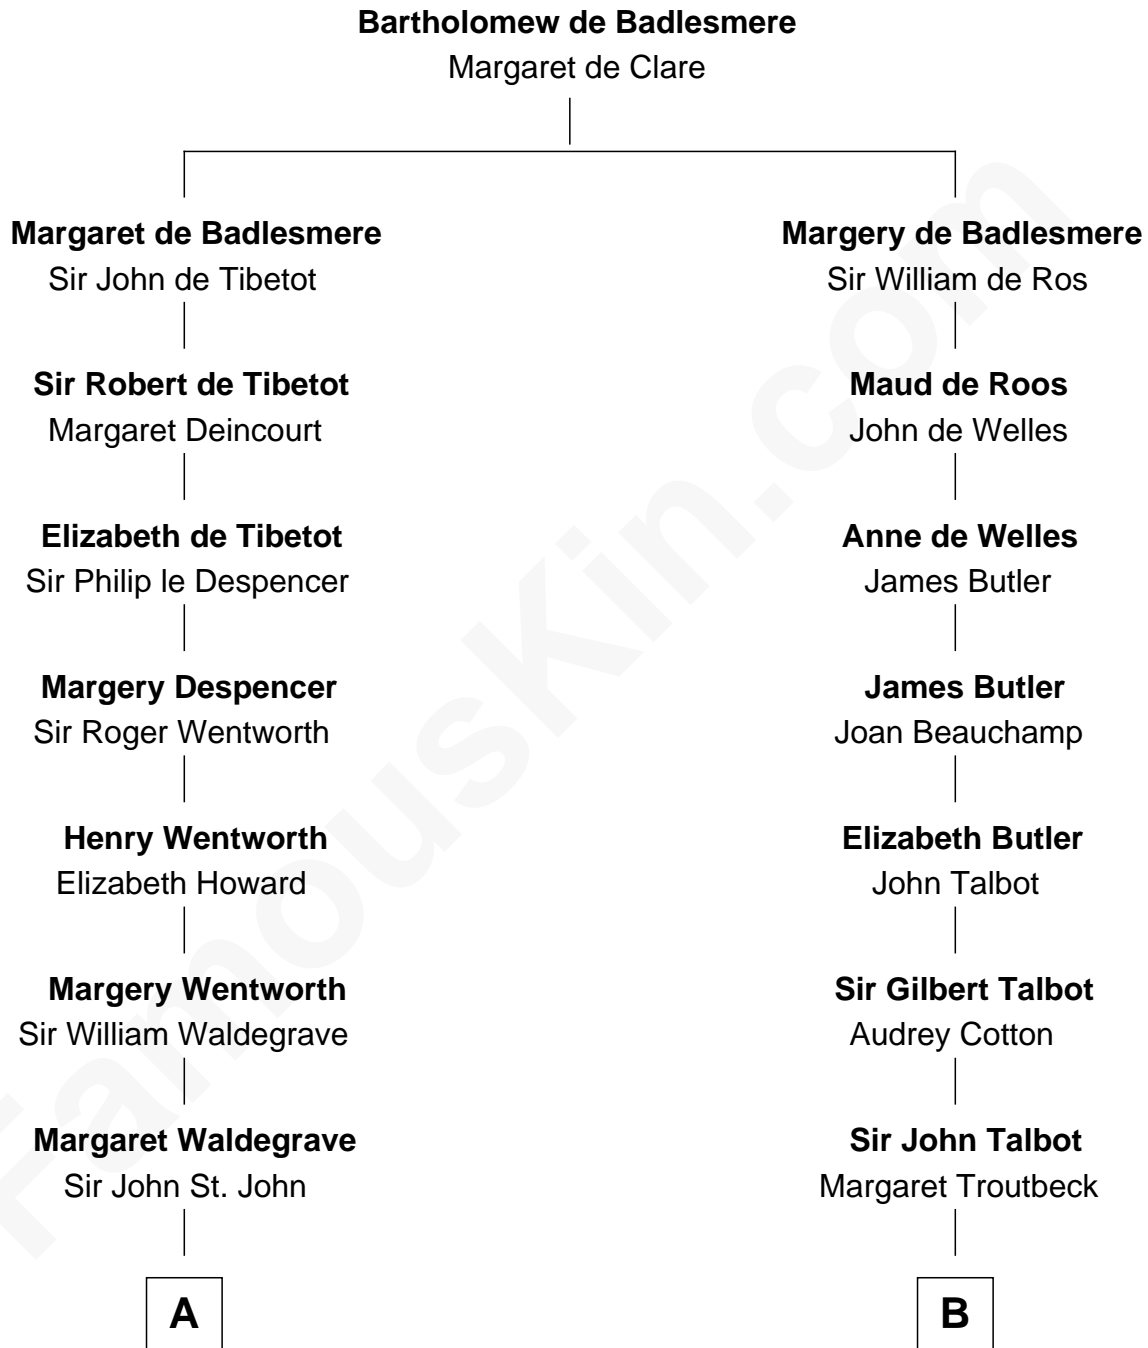 Bartholomew de Badlesmere
Margaret de Clare
Margaret de Badlesmere
Sir John de Tibetot
Margery de Badlesmere
Sir William de Ros
Sir Robert de Tibetot
Margaret Deincourt
Maud de Roos
John de Welles
Elizabeth de Tibetot
Sir Philip le Despencer
Anne de Welles
James Butler
Margery Despencer
Sir Roger Wentworth
James Butler
Joan Beauchamp
Henry Wentworth
Elizabeth Howard
Elizabeth Butler
John Talbot
Margery Wentworth
Sir William Waldegrave
Sir Gilbert Talbot
Audrey Cotton
Margaret Waldegrave
Sir John St. John
Sir John Talbot
Margaret Troutbeck
A
B
FamousKin.com